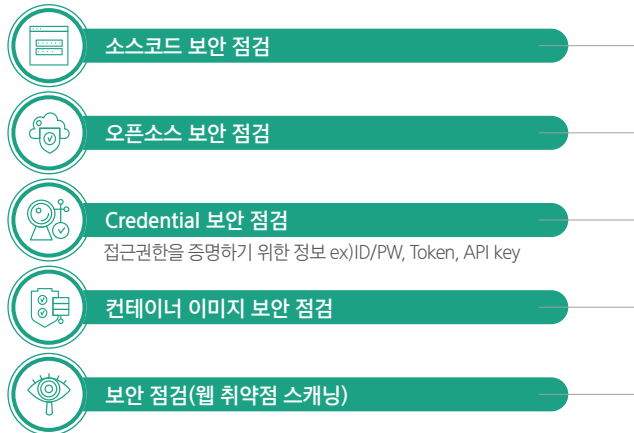 소스코드 보안 점검
오픈소스 보안 점검
Credential 보안 점검
접근권한을 증명하기 위한 정보 ex)ID/PW, Token, API key
컨테이너 이미지 보안 점검
보안 점검(웹 취약점 스캐닝)